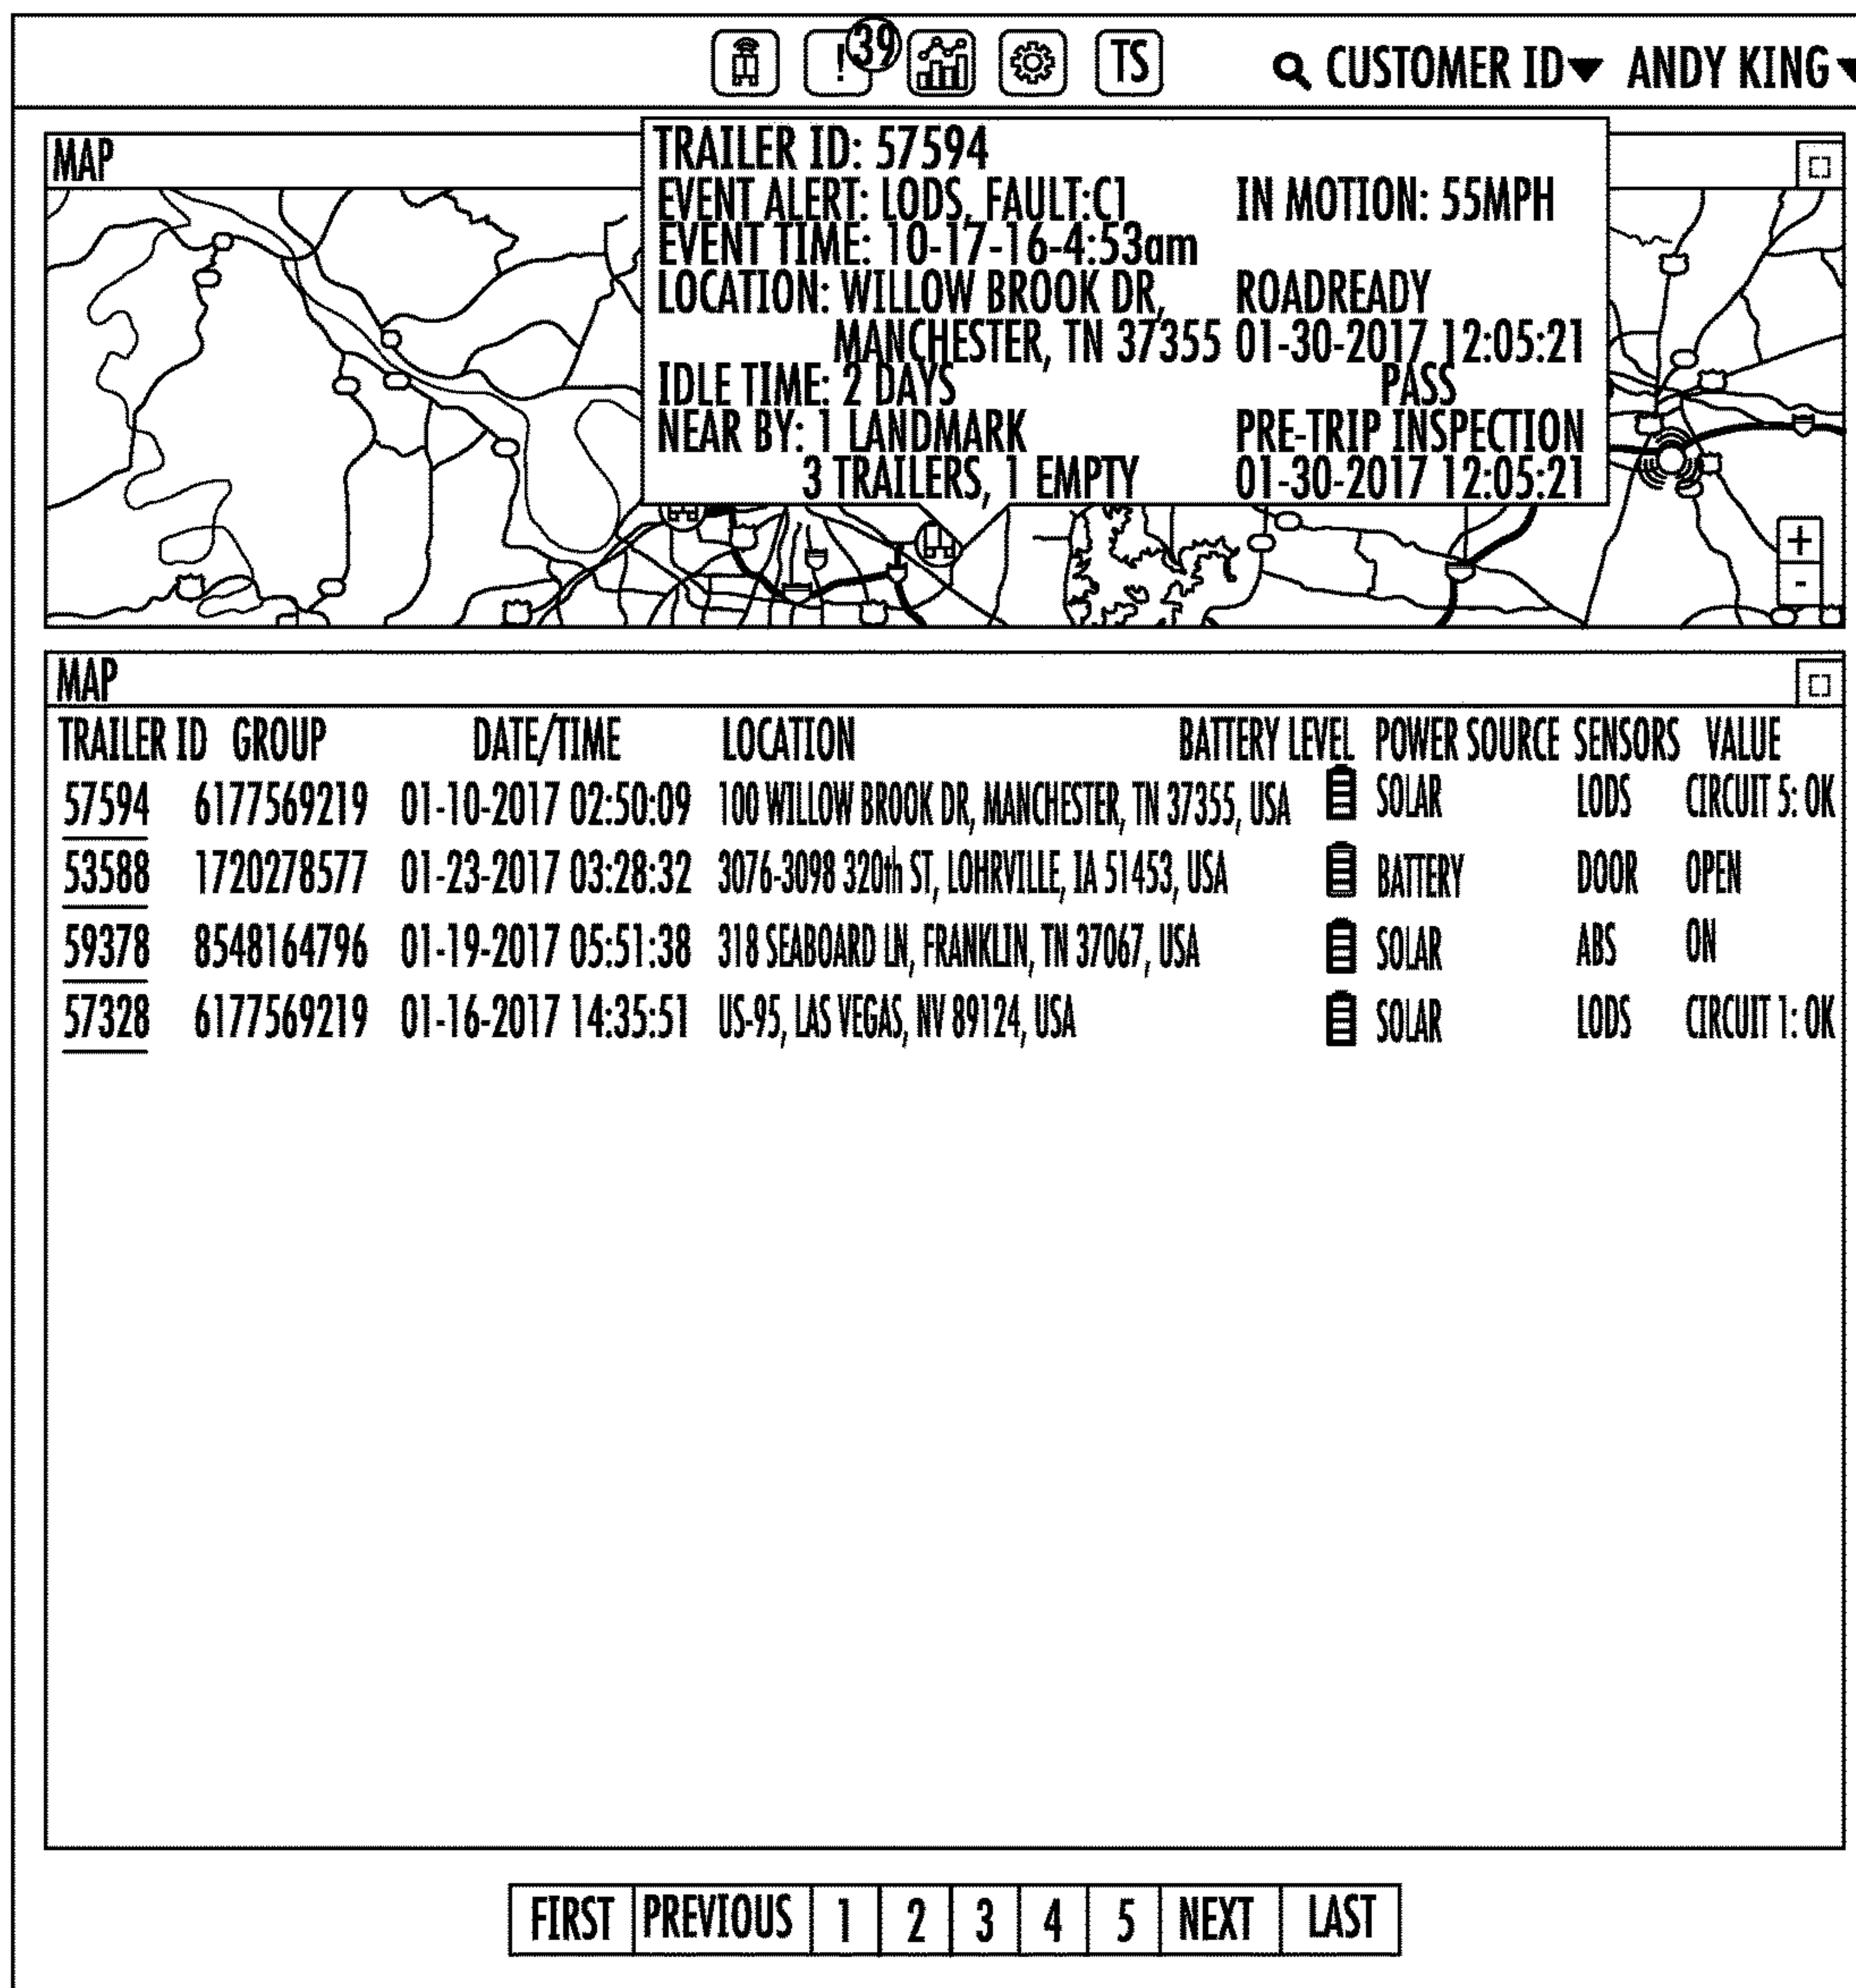 ! 39 TS CUSTOMER ID ANDY KING
MAP
TRAILER ID: 57594
EVENT ALERT: LODS, FAULT:C1 IN MOTION: 55MPH
EVENT TIME: 10-17-16-4:53am
LOCATION: WILLOW BROOK DR, ROADREADY
MANCHESTER, TN 37355 01-30-2017 12:05:21
IDLE TIME: 2 DAYS PASS
NEAR BY: 1 LANDMARK PRE-TRIP INSPECTION
3 TRAILERS, 1 EMPTY 01-30-2017 12:05:21
+
-
MAP
TRAILER ID GROUP DATE/TIME LOCATION BATTERY LEVEL POWER SOURCE SENSORS VALUE
57594 6177569219 01-10-2017 02:50:09 100 WILLOW BROOK DR, MANCHESTER, TN 37355, USA SOLAR LODS CIRCUIT 5: OK
53588 1720278577 01-23-2017 03:28:32 3076-3098 320th ST, LOHRVILLE, IA 51453, USA BATTERY DOOR OPEN
59378 8548164796 01-19-2017 05:51:38 318 SEABOARD LN, FRANKLIN, TN 37067, USA SOLAR ABS ON
57328 6177569219 01-16-2017 14:35:51 US-95, LAS VEGAS, NV 89124, USA SOLAR LODS CIRCUIT 1: OK
FIRST PREVIOUS 1 2 3 4 5 NEXT LAST